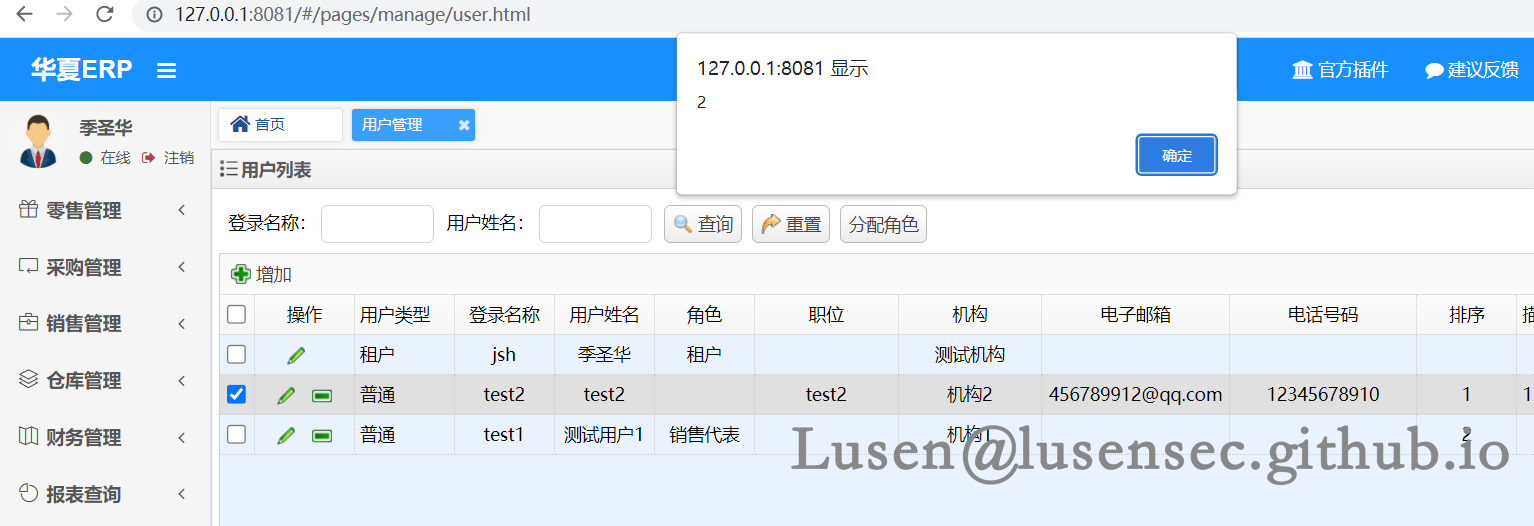 127.0.0.1:8081/#/pages/manage/user.html
华夏ERP
官方插件 建议反馈
127.0.0.1:8081 显示
2
确定
季圣华
在线 注销
零售管理
采购管理
销售管理
仓库管理
财务管理
报表查询
首页 用户管理
用户列表
登录名称: 用户姓名: 查询 重置 分配角色
增加
操作 用户类型 登录名称 用户姓名 角色 职位 机构 电子邮箱 电话号码 排序
租户 jsh 季圣华 租户 测试机构
普通 test2 test2 test2 机构2 456789912@qq.com 12345678910 1 1
普通 test1 测试用户1 销售代表 机构1 2
Lusen@lusensec.github.io